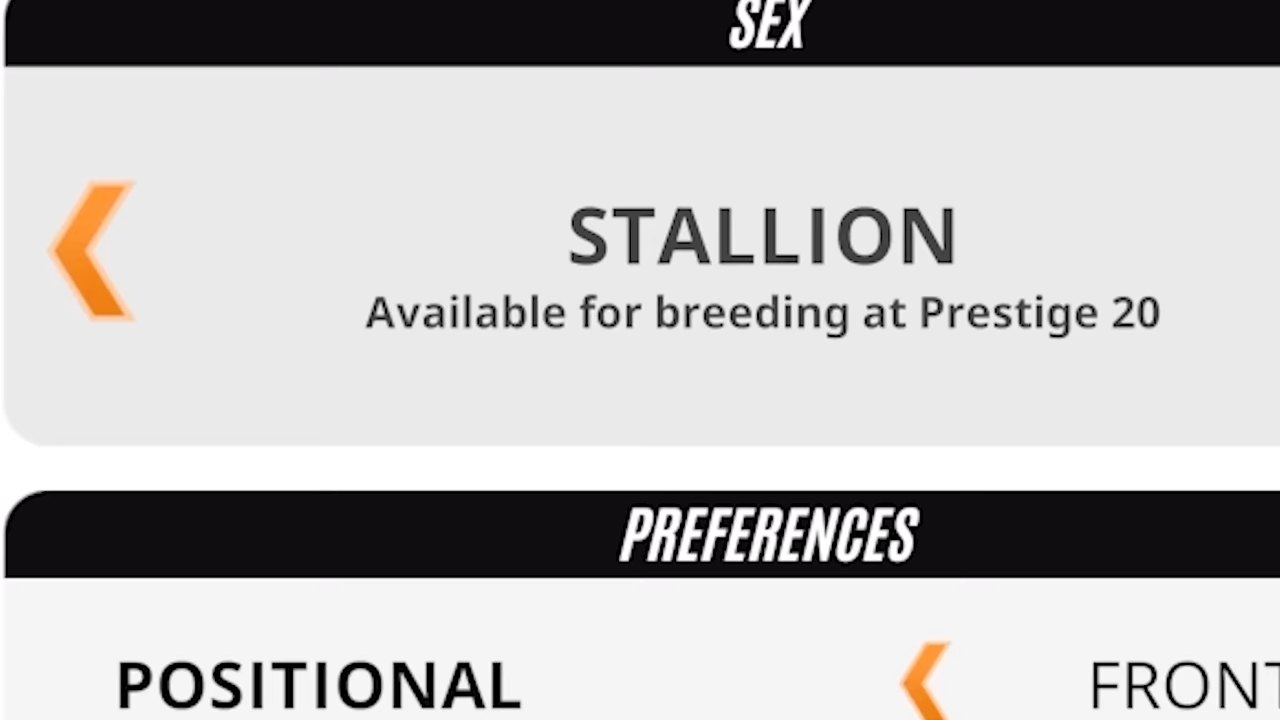 SEX
STALLION
Available for breeding at Prestige 20
PREFERENCES
POSITIONAL FRONT